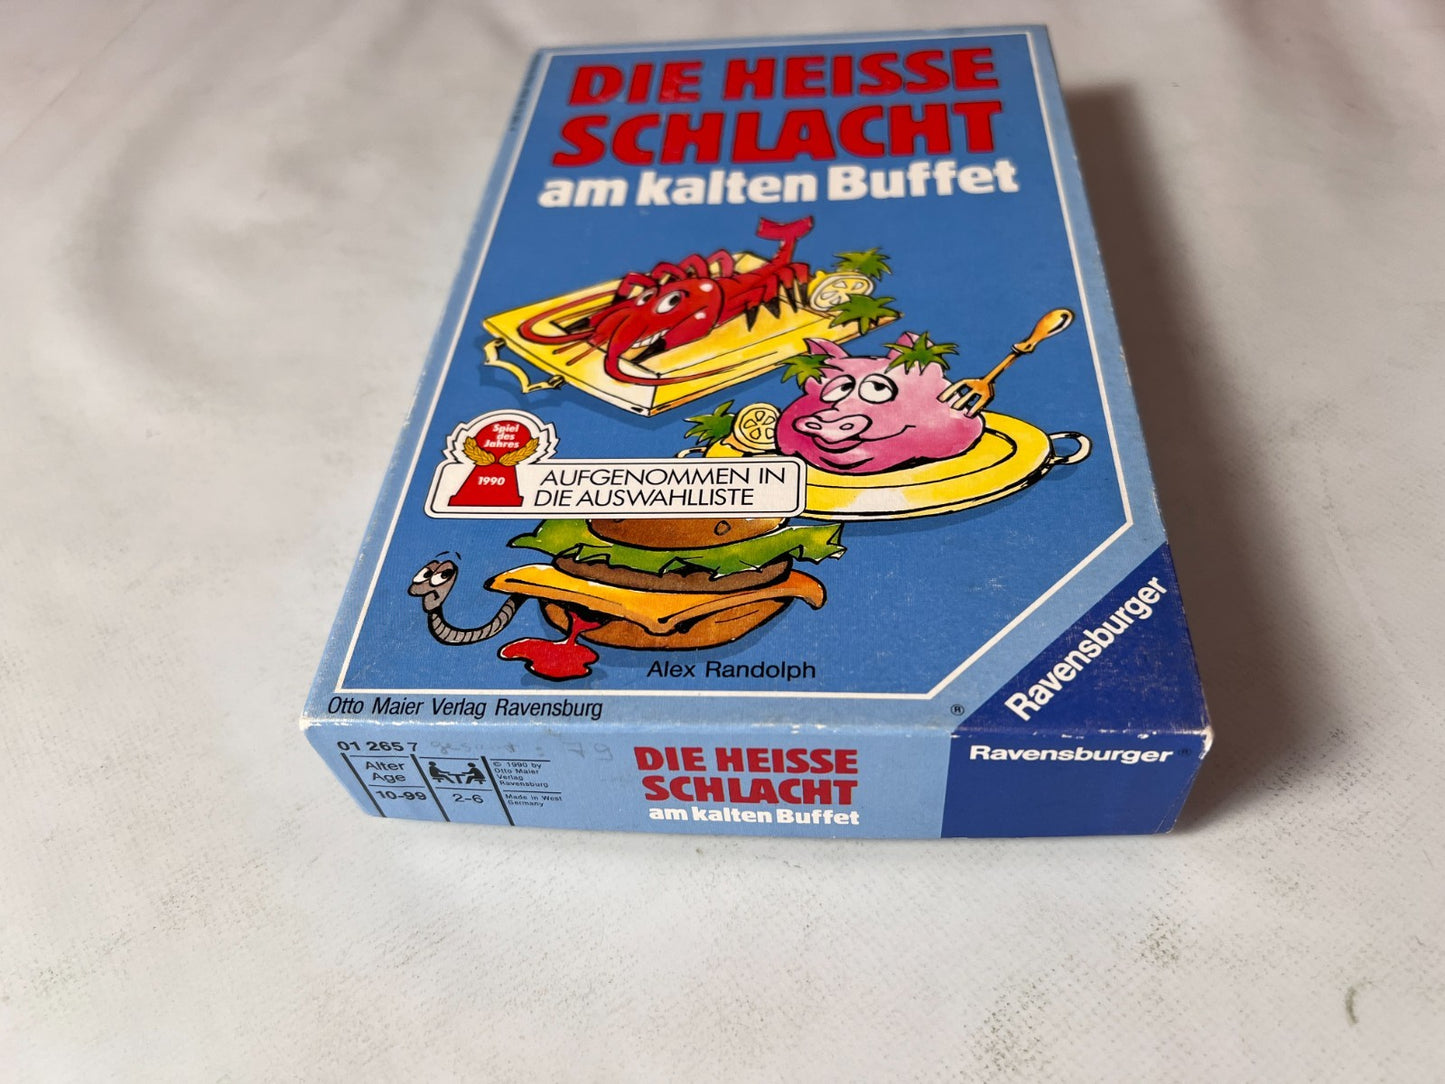 DIE HEISSE
SCHLACHT
am kalten Buffet
Spiel
des
Jahres
1990
AUFGENOMMEN IN
DIE AUSWAHLLISTE
Alex Randolph
Ravensburger
Otto Maier Verlag Ravensburg
®
01 265 7
gesamt : 79
Alter
Age
10-99
2-6
© 1990 by
Otto Maier
Verlag
Ravensburg
Made in West
Germany
DIE HEISSE
SCHLACHT
am kalten Buffet
Ravensburger®